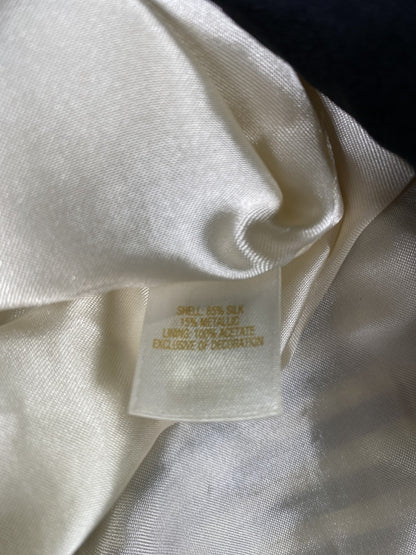 SHELL: 85% SILK
15% METALLIC
LINING: 100% ACETATE
EXCLUSIVE OF DECORATION